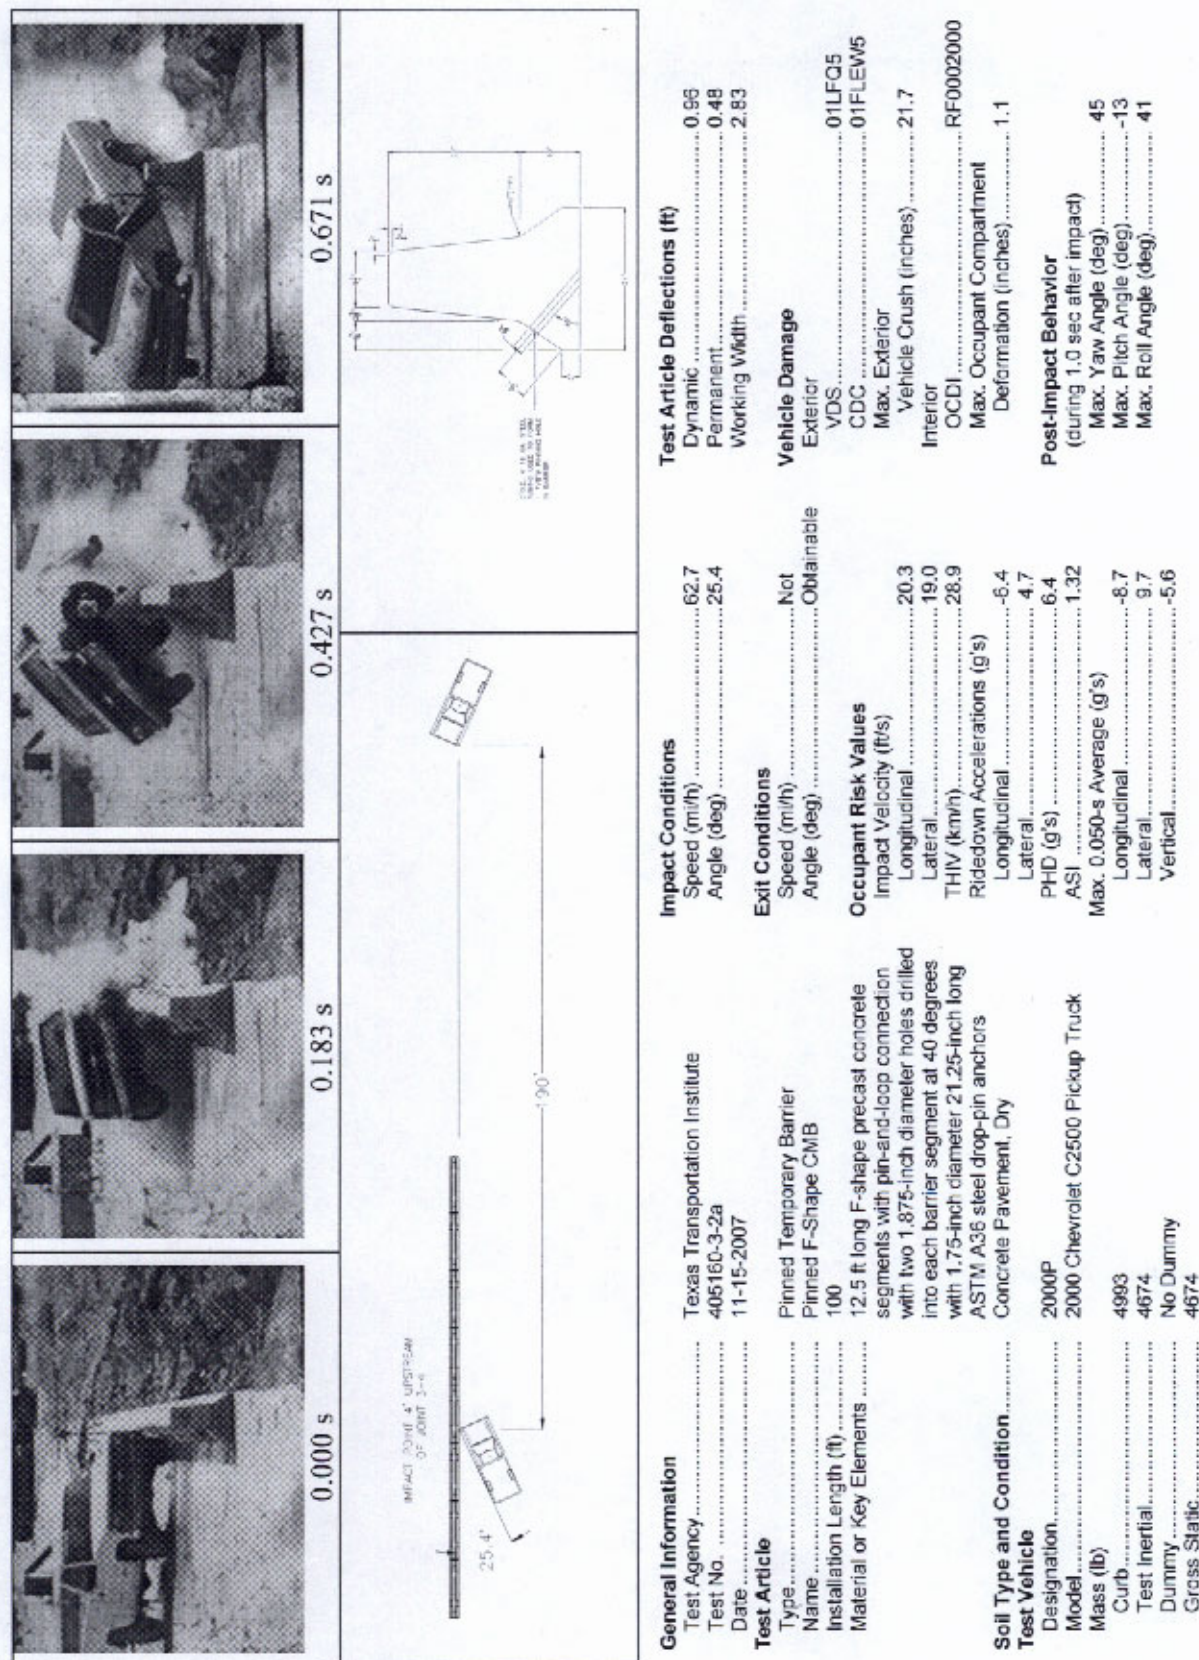 0.000 s
0.183 s
0.427 s
0.671 s
IMPACT POINT 4' UPSTREAM
OF JOINT 3-4
25.4°
190'
General Information
Test Agency Texas Transportation Institute
Test No. 405160-3-2a
Date 11-15-2007
Test Article
Type Pinned Temporary Barrier
Name Pinned F-Shape CMB
Installation Length (ft) 100
Material or Key Elements 12.5 ft long F-shape precast concrete
segments with pin-and-loop connection
with two 1.875-inch diameter holes drilled
into each barrier segment at 40 degrees
with 1.75-inch diameter 21.25-inch long
ASTM A36 steel drop-pin anchors
Soil Type and Condition Concrete Pavement, Dry
Test Vehicle
Designation 2000P
Model 2000 Chevrolet C2500 Pickup Truck
Mass (lb)
Curb 4993
Test Inertial 4674
Dummy No Dummy
Gross Static 4674
Impact Conditions
Speed (mi/h) 62.7
Angle (deg) 25.4
Exit Conditions
Speed (mi/h) Not
Angle (deg) Obtainable
Occupant Risk Values
Impact Velocity (ft/s)
Longitudinal 20.3
Lateral 19.0
THIV (km/h) 28.9
Ridedown Accelerations (g's)
Longitudinal -6.4
Lateral 4.7
PHD (g's) 6.4
ASI 1.32
Max. 0.050-s Average (g's)
Longitudinal -8.7
Lateral 9.7
Vertical -5.6
Test Article Deflections (ft)
Dynamic 0.96
Permanent 0.48
Working Width 2.83
Vehicle Damage
Exterior
VDS 01LFQ5
CDC 01FLEW5
Max. Exterior
Vehicle Crush (inches) 21.7
Interior
OCDI RF0002000
Max. Occupant Compartment
Deformation (inches) 1.1
Post-Impact Behavior
(during 1.0 sec after impact)
Max. Yaw Angle (deg) 45
Max. Pitch Angle (deg) -13
Max. Roll Angle (deg) 41